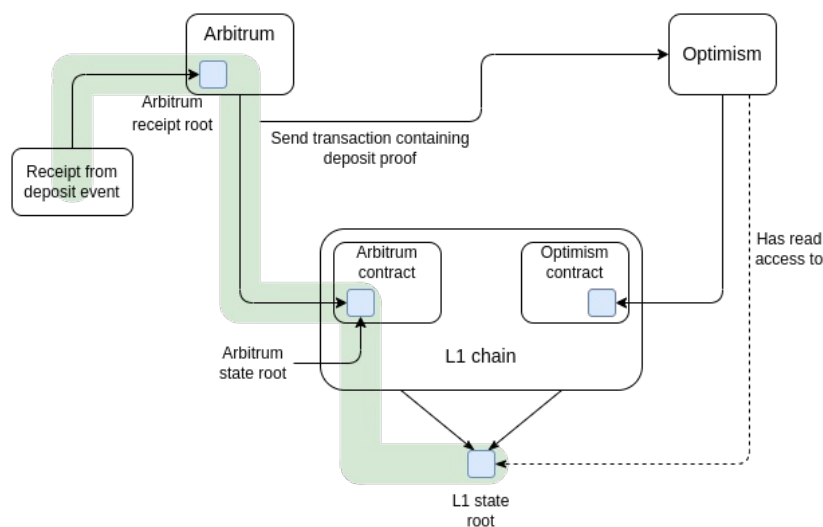 Arbitrum
Optimism
Arbitrum
receipt root
Send transaction containing
deposit proof
Receipt from
deposit event
Has read
access to
Arbitrum
contract
Optimism
contract
Arbitrum
state root
L1 chain
L1 state
root